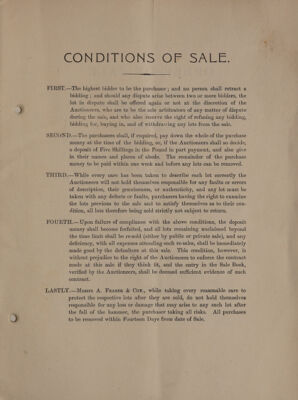 CONDITIONS OF SALE.
FIRST.—The highest bidder to be the purchaser; and no person shall retract a
bidding; and should any dispute arise between two or more bidders, the
lot in dispute shall be offered again or not at the discretion of the
Auctioneers, who are to be the sole arbitrators of any matter of dispute
during the sale, and who also reserve the right of refusing any bidding,
bidding for, buying in, and of withdrawing any lots from the sale.
SECOND.—The purchasers shall, if required, pay down the whole of the purchase
money at the time of the bidding, or, if the Auctioneers shall so decide,
a deposit of Five Shillings in the Pound in part payment, and also give
in their names and places of abode. The remainder of the purchase
money to be paid within one week and before any lots can be removed.
THIRD.—While every care has been taken to describe each lot correctly the
Auctioneers will not hold themselves responsible for any faults or errors
of description, their genuineness, or authenticity, and any lot must be
taken with any defects or faults, purchasers having the right to examine
the lots previous to the sale and to satisfy themselves as to their con-
dition, all lots therefore being sold strictly not subject to return.
FOURTH.—Upon failure of compliance with the above conditions, the deposit
money shall become forfeited, and all lots remaining uncleared beyond
the time limit shall be re-sold (either by public or private sale), and any
deficiency, with all expenses attending such re-sale, shall be immediately
made good by the defaulters at this sale. This condition, however, is
without prejudice to the right of the Auctioneers to enforce the contract
made at this sale if they think fit, and the entry in the Sale Book,
verified by the Auctioneers, shall be deemed sufficient evidence of such
contract.
LASTLY.—Messrs A. FRASER & COY., while taking every reasonable care to
protect the respective lots after they are sold, do not hold themselves
responsible for any loss or damage that may arise to any such lot after
the fall of the hammer, the purchaser taking all risks. All purchases
to be removed within Fourteen Days from date of Sale.